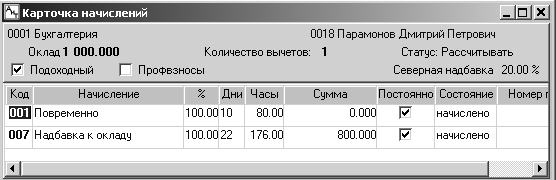 Карточка начислений
0001 Бухгалтерия 0018 Парамонов Дмитрий Петрович
Оклад 1 000.000 Количество вычетов: 1 Статус: Рассчитывать
Подоходный Профвзносы Северная надбавка 20.00 %
Код Начисление % Дни Часы Сумма Постоянно Состояние Номер г
001 Повременно 100.00 10 80.00 0.000 начислено
007 Надбавка к окладу 100.00 22 176.00 800.000 начислено